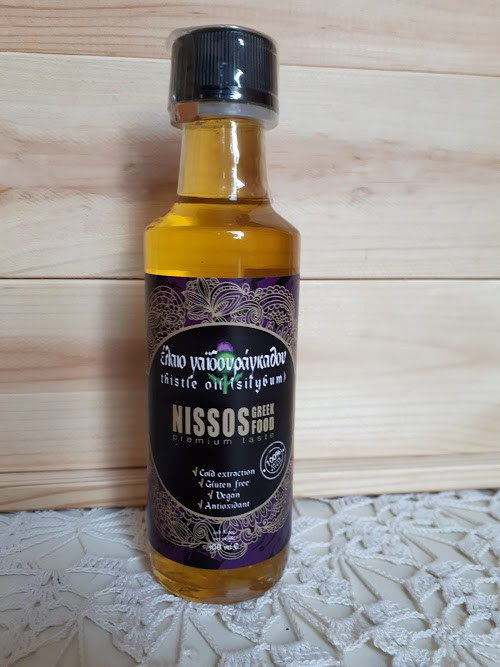 έλαιο γαϊδουράγκαθου
thistle oil (silybum)
NISSOS GREEK FOOD
premium taste
100%
√ Cold extraction
√ Gluten free
√ Vegan
√ Antioxidant
100 ml e